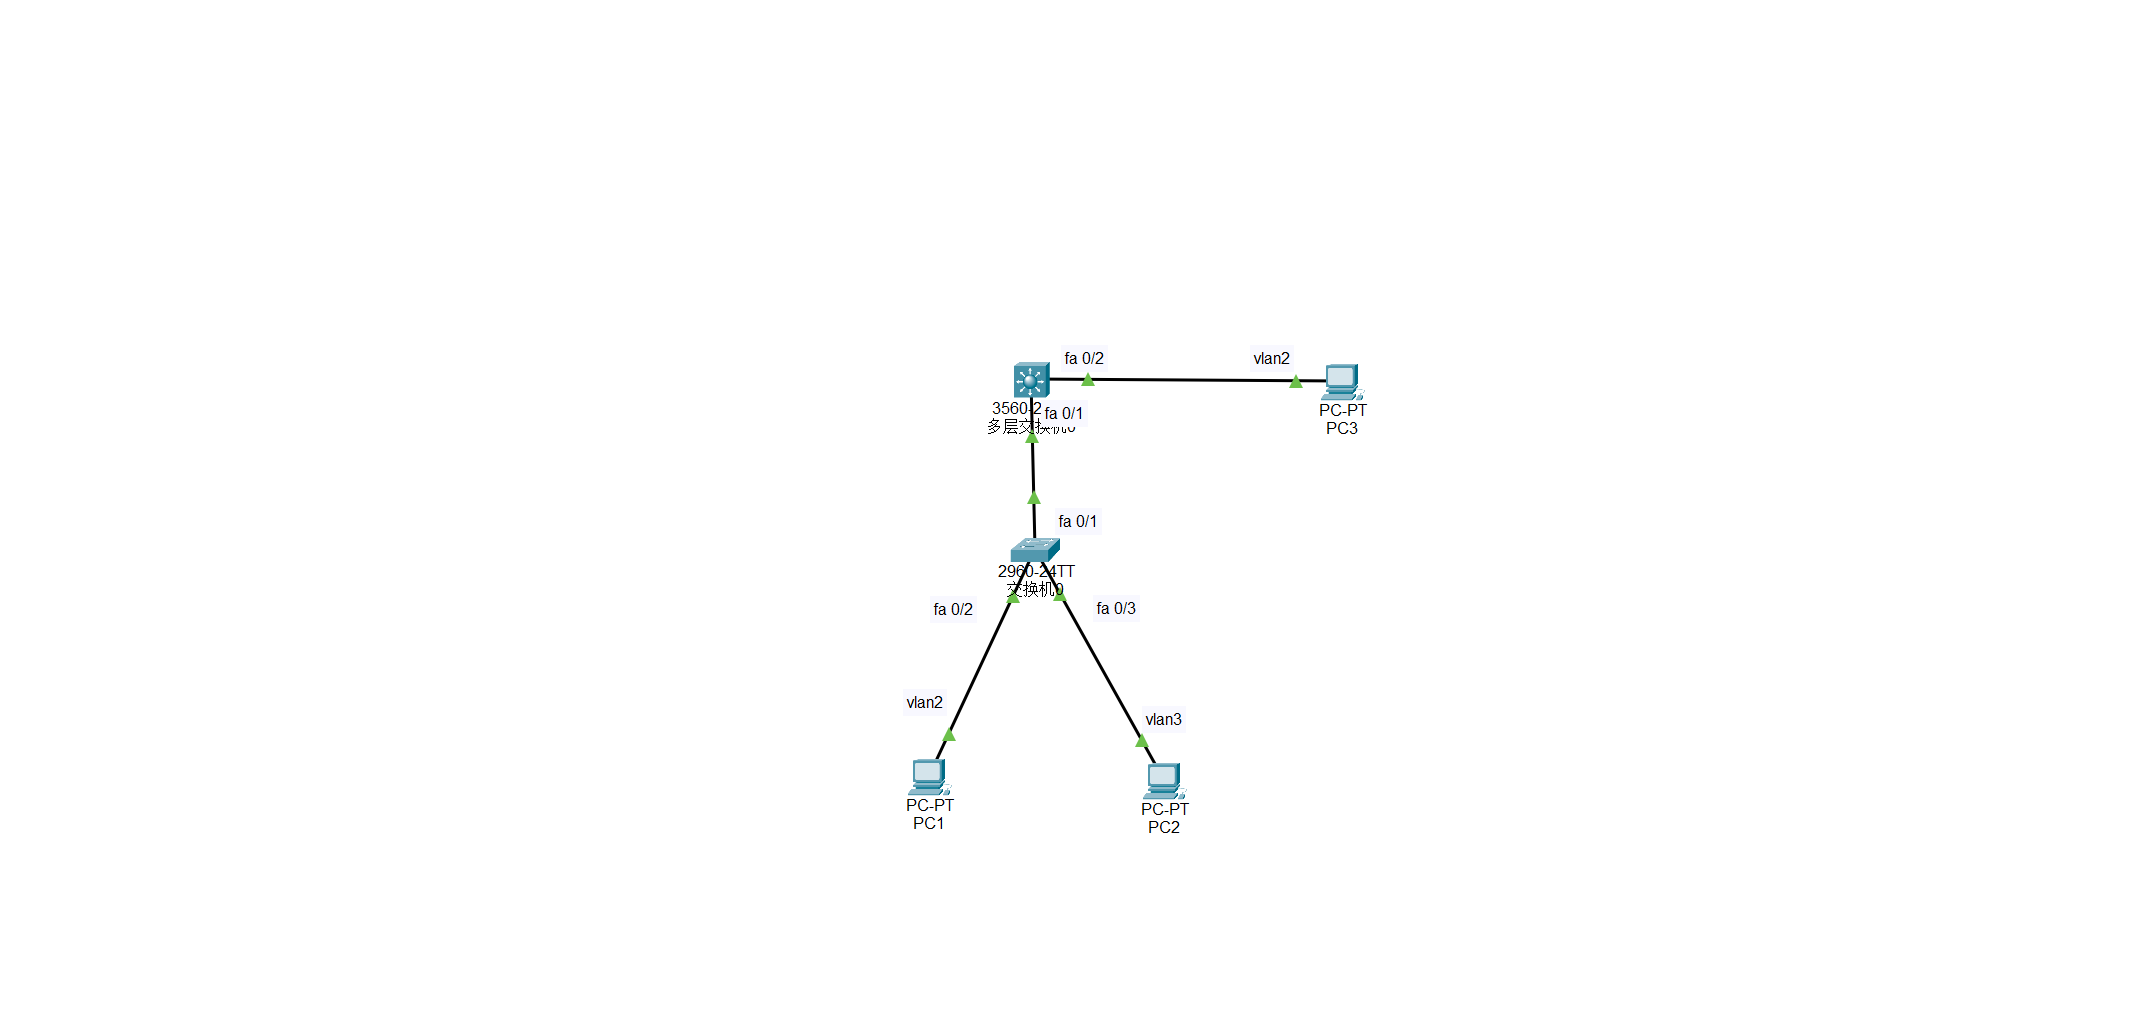 fa 0/2
vlan2
3560-2
fa 0/1
多层交换机0
PC-PT
PC3
fa 0/1
2960-24TT
交换机0
fa 0/2
fa 0/3
vlan2
vlan3
PC-PT
PC1
PC-PT
PC2